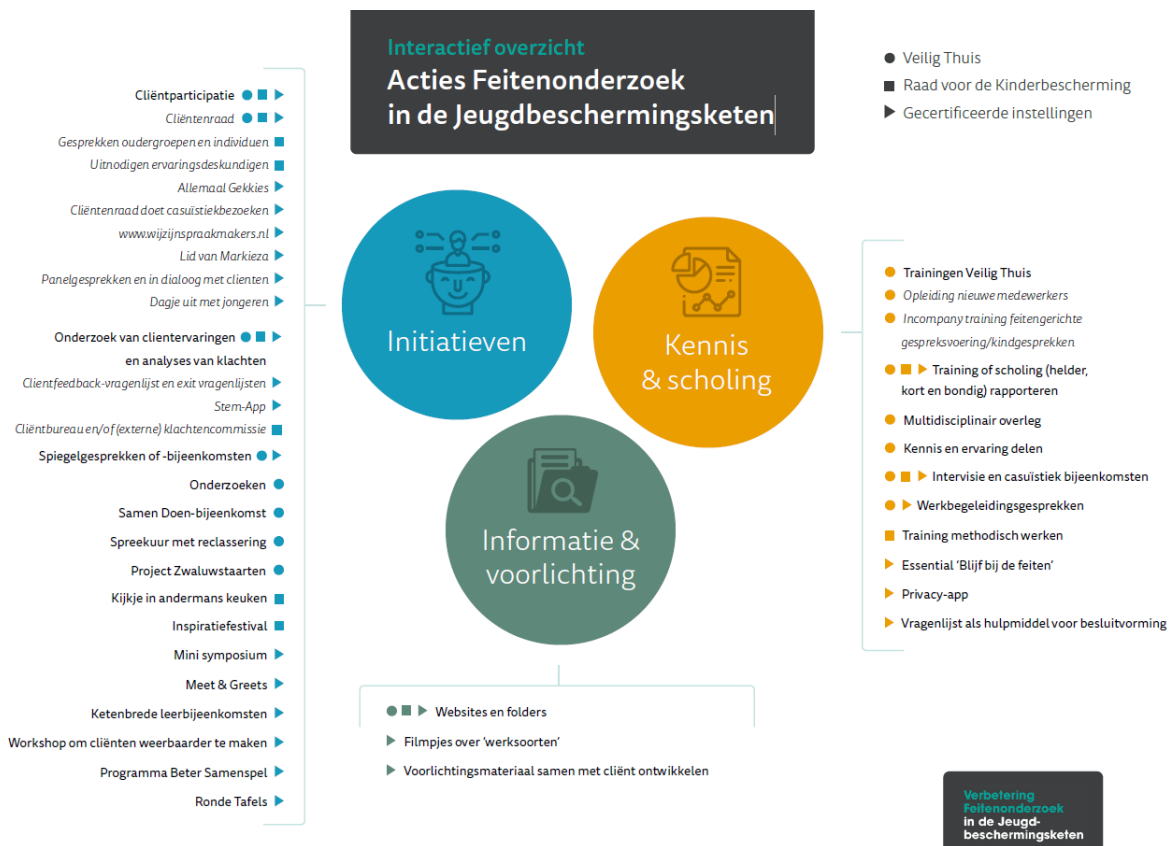 Interactief overzicht
Acties Feitenonderzoek
in de Jeugdbeschermingsketen
Veilig Thuis
Raad voor de Kinderbescherming
Gecertificeerde instellingen
Cliëntparticipatie
Cliëntenraad
Gesprekken oudergroepen en individuen
Uitnodigen ervaringsdeskundigen
Allemaal Gekkies
Cliëntenraad doet casuïstiekbezoeken
www.wijzijnspraakmakers.nl
Lid van Markieza
Panelgesprekken en in dialoog met clienten
Dagje uit met jongeren
Onderzoek van clientervaringen
en analyses van klachten
Clientfeedback-vragenlijst en exit vragenlijsten
Stem-App
Cliëntbureau en/of (externe) klachtencommissie
Spiegelgesprekken of -bijeenkomsten
Onderzoeken
Samen Doen-bijeenkomst
Spreekuur met reclassering
Project Zwaluwstaarten
Kijkje in andermans keuken
Inspiratiefestival
Mini symposium
Meet & Greets
Ketenbrede leerbijeenkomsten
Workshop om cliënten weerbaarder te maken
Programma Beter Samenspel
Ronde Tafels
Initiatieven
Kennis
& scholing
Informatie &
voorlichting
Trainingen Veilig Thuis
Opleiding nieuwe medewerkers
Incompany training feitengerichte
gespreksvoering/kindgesprekken
Training of scholing (helder,
kort en bondig) rapporteren
Multidisciplinair overleg
Kennis en ervaring delen
Intervisie en casuïstiek bijeenkomsten
Werkbegeleidingsgesprekken
Training methodisch werken
Essential ‘Blijf bij de feiten’
Privacy-app
Vragenlijst als hulpmiddel voor besluitvorming
Websites en folders
Filmpjes over ‘werksoorten’
Voorlichtingsmateriaal samen met cliënt ontwikkelen
Verbetering
Feitenonderzoek
in de Jeugd-
beschermingsketen